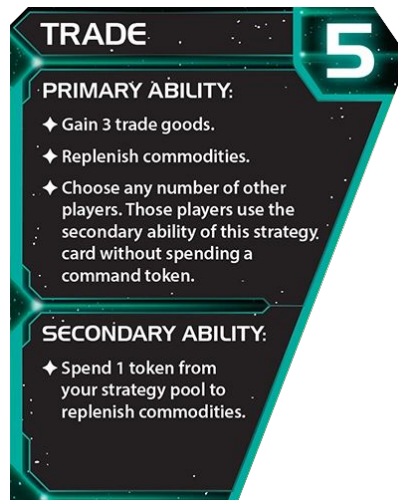 TRADE
5
PRIMARY ABILITY:
✦ Gain 3 trade goods.
✦ Replenish commodities.
✦ Choose any number of other
players. Those players use the
secondary ability of this strategy
card without spending a
command token.
SECONDARY ABILITY:
✦ Spend 1 token from
your strategy pool to
replenish commodities.